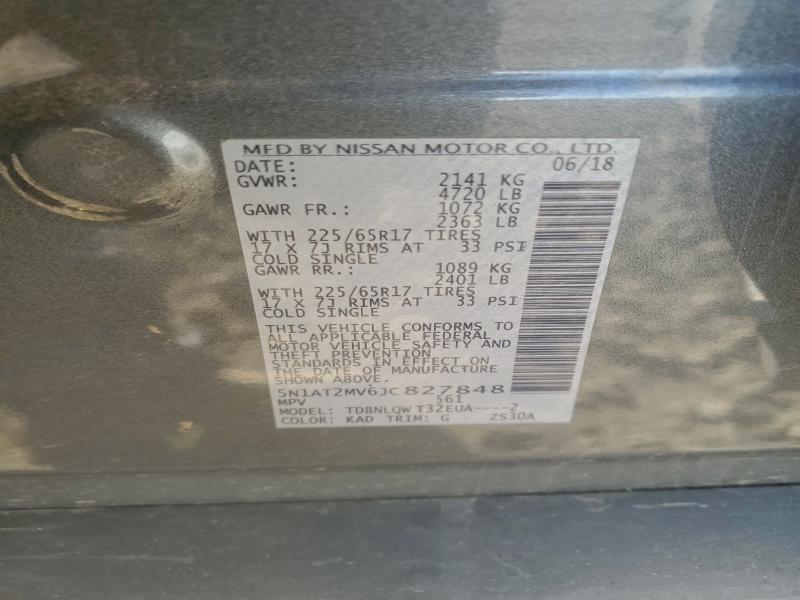 MFD BY NISSAN MOTOR CO., LTD.
DATE: 06/18
GVWR: 2141 KG
4720 LB
GAWR FR.: 1072 KG
2363 LB
WITH 225/65R17 TIRES
17 X 7J RIMS AT 33 PSI
COLD SINGLE
GAWR RR.: 1089 KG
2401 LB
WITH 225/65R17 TIRES
17 X 7J RIMS AT 33 PSI
COLD SINGLE
THIS VEHICLE CONFORMS TO
ALL APPLICABLE FEDERAL
MOTOR VEHICLE SAFETY AND
THEFT PREVENTION
STANDARDS IN EFFECT ON
THE DATE OF MANUFACTURE
SHOWN ABOVE.
5N1AT2MV6JC827848
MPV 561
MODEL: TDBNLQWT32EUA----2
COLOR: KAD TRIM: G ZS30A